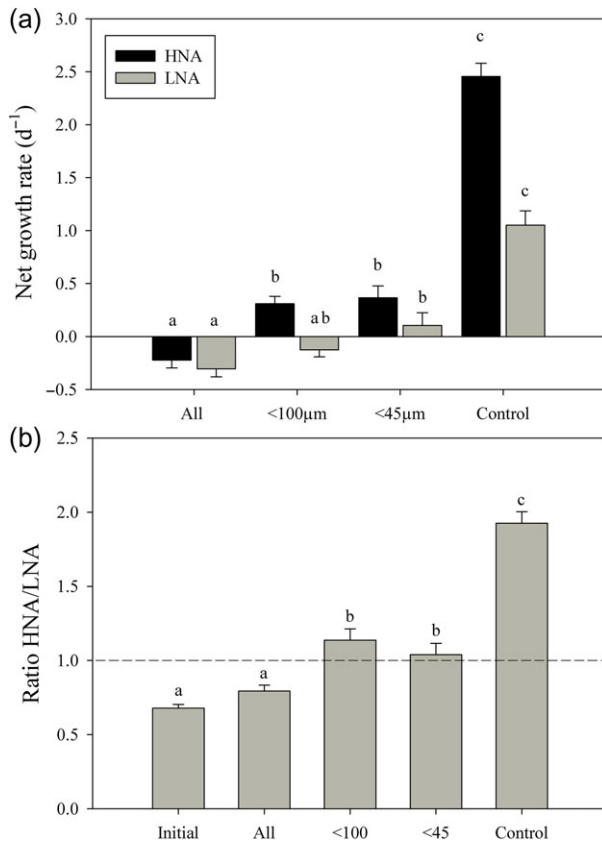 (a)
3.0
2.5
2.0
1.5
1.0
0.5
0.0
−0.5
Net growth rate (d⁻¹)
HNA
LNA
a a b a b b b c c
All <100µm <45µm Control
(b)
2.5
2.0
1.5
1.0
0.5
0.0
Ratio HNA/LNA
a a b b c
Initial All <100 <45 Control